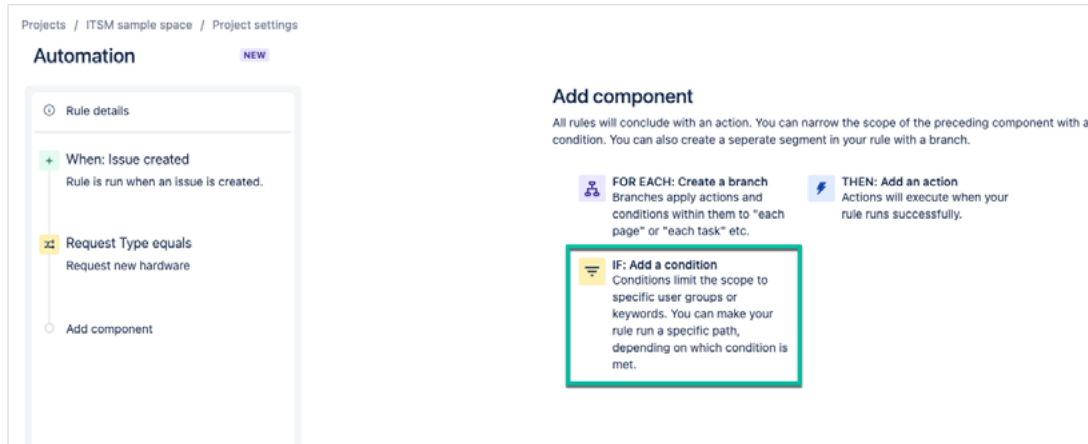 Projects / ITSM sample space / Project settings
Automation NEW
Rule details
When: Issue created
Rule is run when an issue is created.
Request Type equals
Request new hardware
Add component
Add component
All rules will conclude with an action. You can narrow the scope of the preceding component with a
condition. You can also create a seperate segment in your rule with a branch.
FOR EACH: Create a branch
Branches apply actions and
conditions within them to "each
page" or "each task" etc.
THEN: Add an action
Actions will execute when your
rule runs successfully.
IF: Add a condition
Conditions limit the scope to
specific user groups or
keywords. You can make your
rule run a specific path,
depending on which condition is
met.